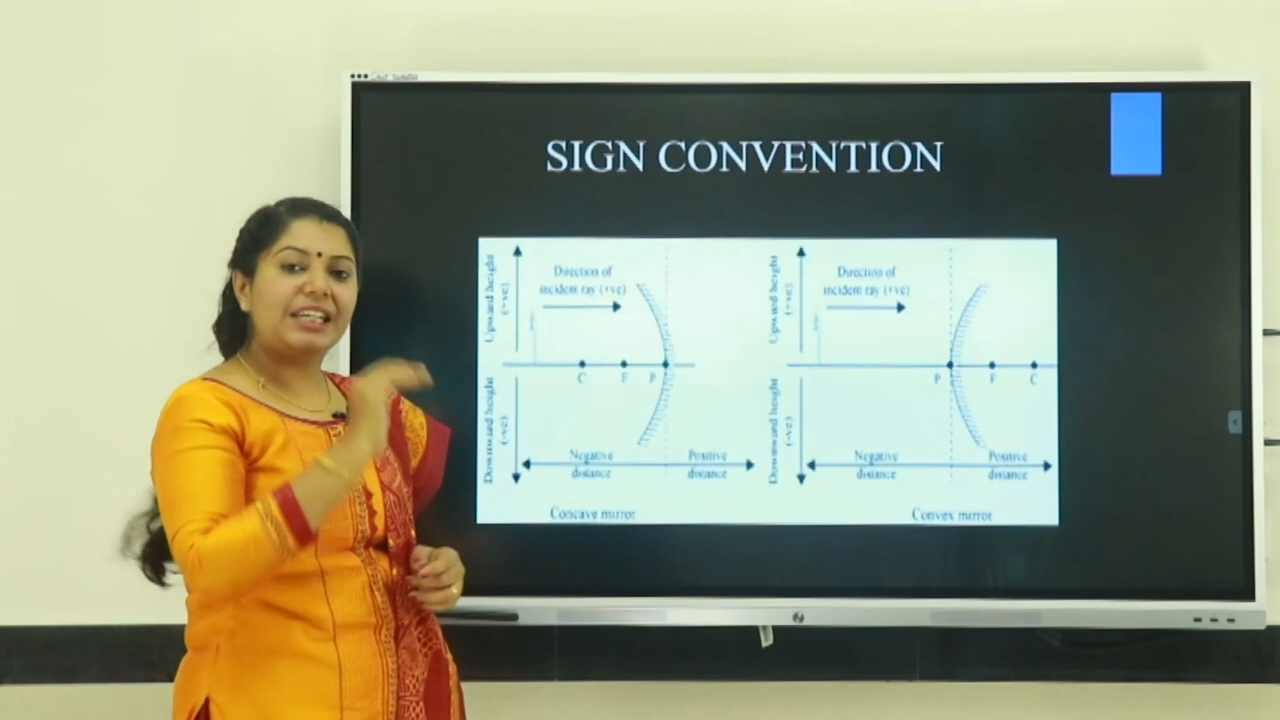 SIGN CONVENTION
Upward height
(+ve)
Direction of
incident ray (+ve)
C F P
Downward height
(-ve)
Negative
distance
Positive
distance
Concave mirror
Upward height
(+ve)
Direction of
incident ray (+ve)
P F C
Downward height
(-ve)
Negative
distance
Positive
distance
Convex mirror
hp